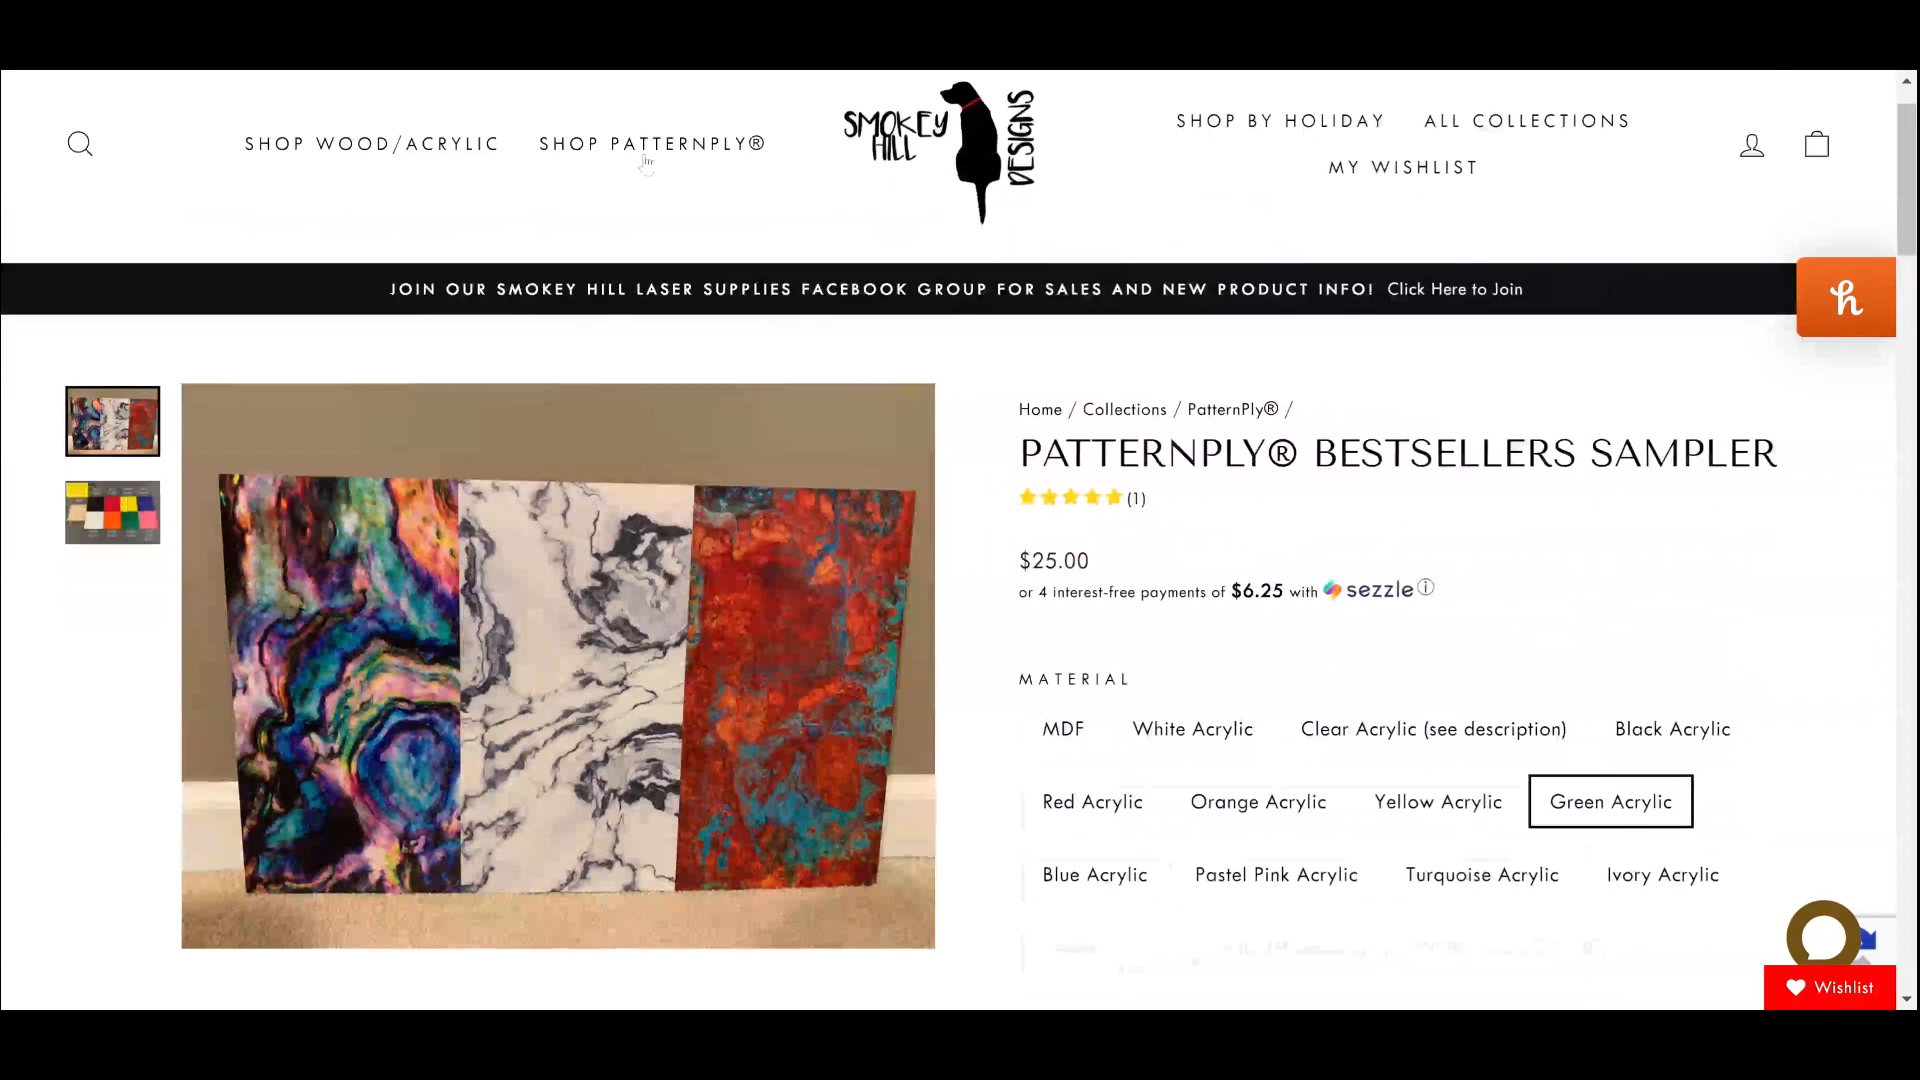 SHOP WOOD/ACRYLIC
SHOP PATTERNPLY®
SMOKEY
HILL
DESIGNS
SHOP BY HOLIDAY
ALL COLLECTIONS
MY WISHLIST
JOIN OUR SMOKEY HILL LASER SUPPLIES FACEBOOK GROUP FOR SALES AND NEW PRODUCT INFO! Click Here to Join
h
Home / Collections / PatternPly® /
PATTERNPLY® BESTSELLERS SAMPLER
(1)
$25.00
or 4 interest-free payments of $6.25 with sezzle
MATERIAL
MDF White Acrylic Clear Acrylic (see description) Black Acrylic
Red Acrylic Orange Acrylic Yellow Acrylic Green Acrylic
Blue Acrylic Pastel Pink Acrylic Turquoise Acrylic Ivory Acrylic
Wishlist